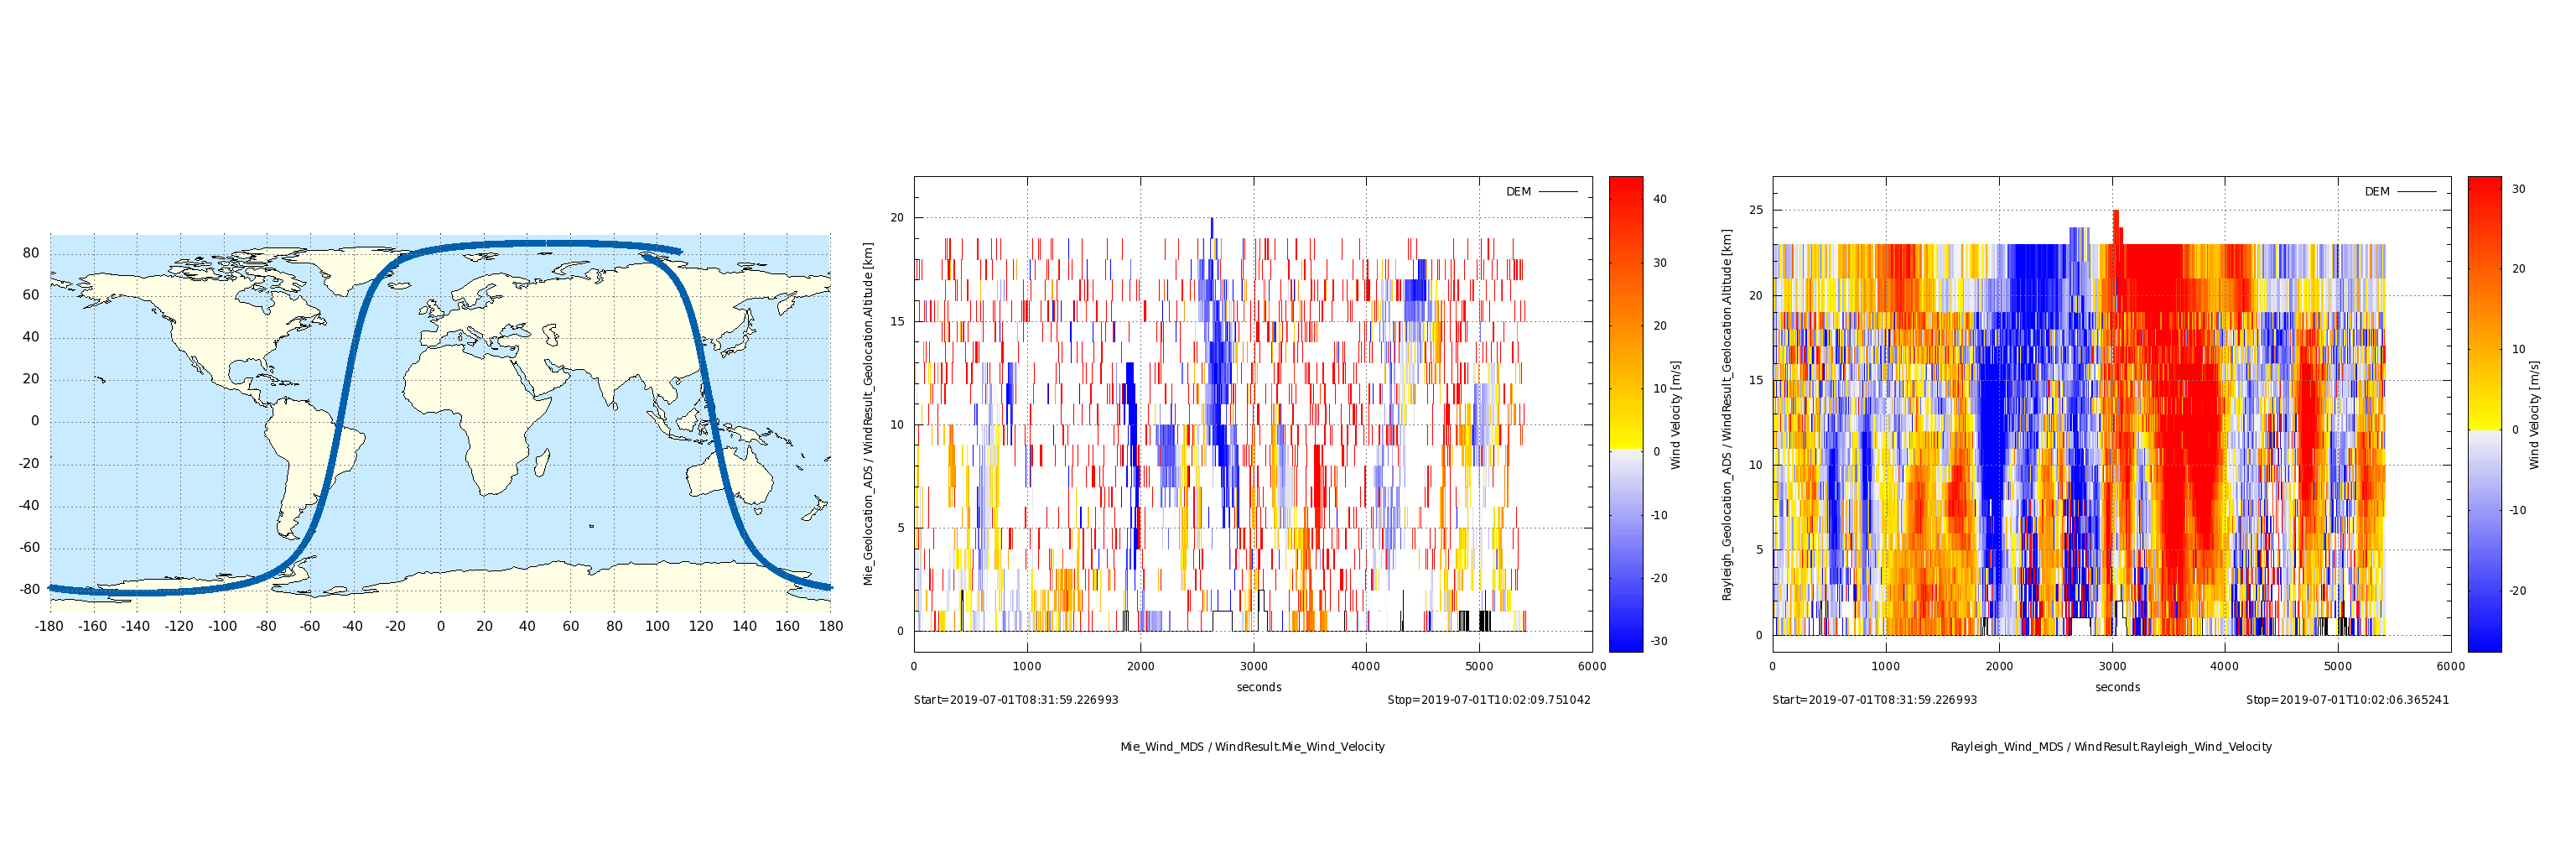 80
60
40
20
0
-20
-40
-60
-80
-180 -160 -140 -120 -100 -80 -60 -40 -20 0 20 40 60 80 100 120 140 160 180
Mie_Geolocation_ADS / WindResult_Geolocation.Altitude [km]
20
15
10
5
0
DEM
0 1000 2000 3000 4000 5000 6000
seconds
Start=2019-07-01T08:31:59.226993 Stop=2019-07-01T10:02:09.751042
Mie_Wind_MDS / WindResult.Mie_Wind_Velocity
40
30
20
10
0
-10
-20
-30
Wind Velocity [m/s]
Rayleigh_Geolocation_ADS / WindResult_Geolocation.Altitude [km]
25
20
15
10
5
0
DEM
0 1000 2000 3000 4000 5000 6000
seconds
Start=2019-07-01T08:31:59.226993 Stop=2019-07-01T10:02:06.365241
Rayleigh_Wind_MDS / WindResult.Rayleigh_Wind_Velocity
30
20
10
0
-10
-20
Wind Velocity [m/s]